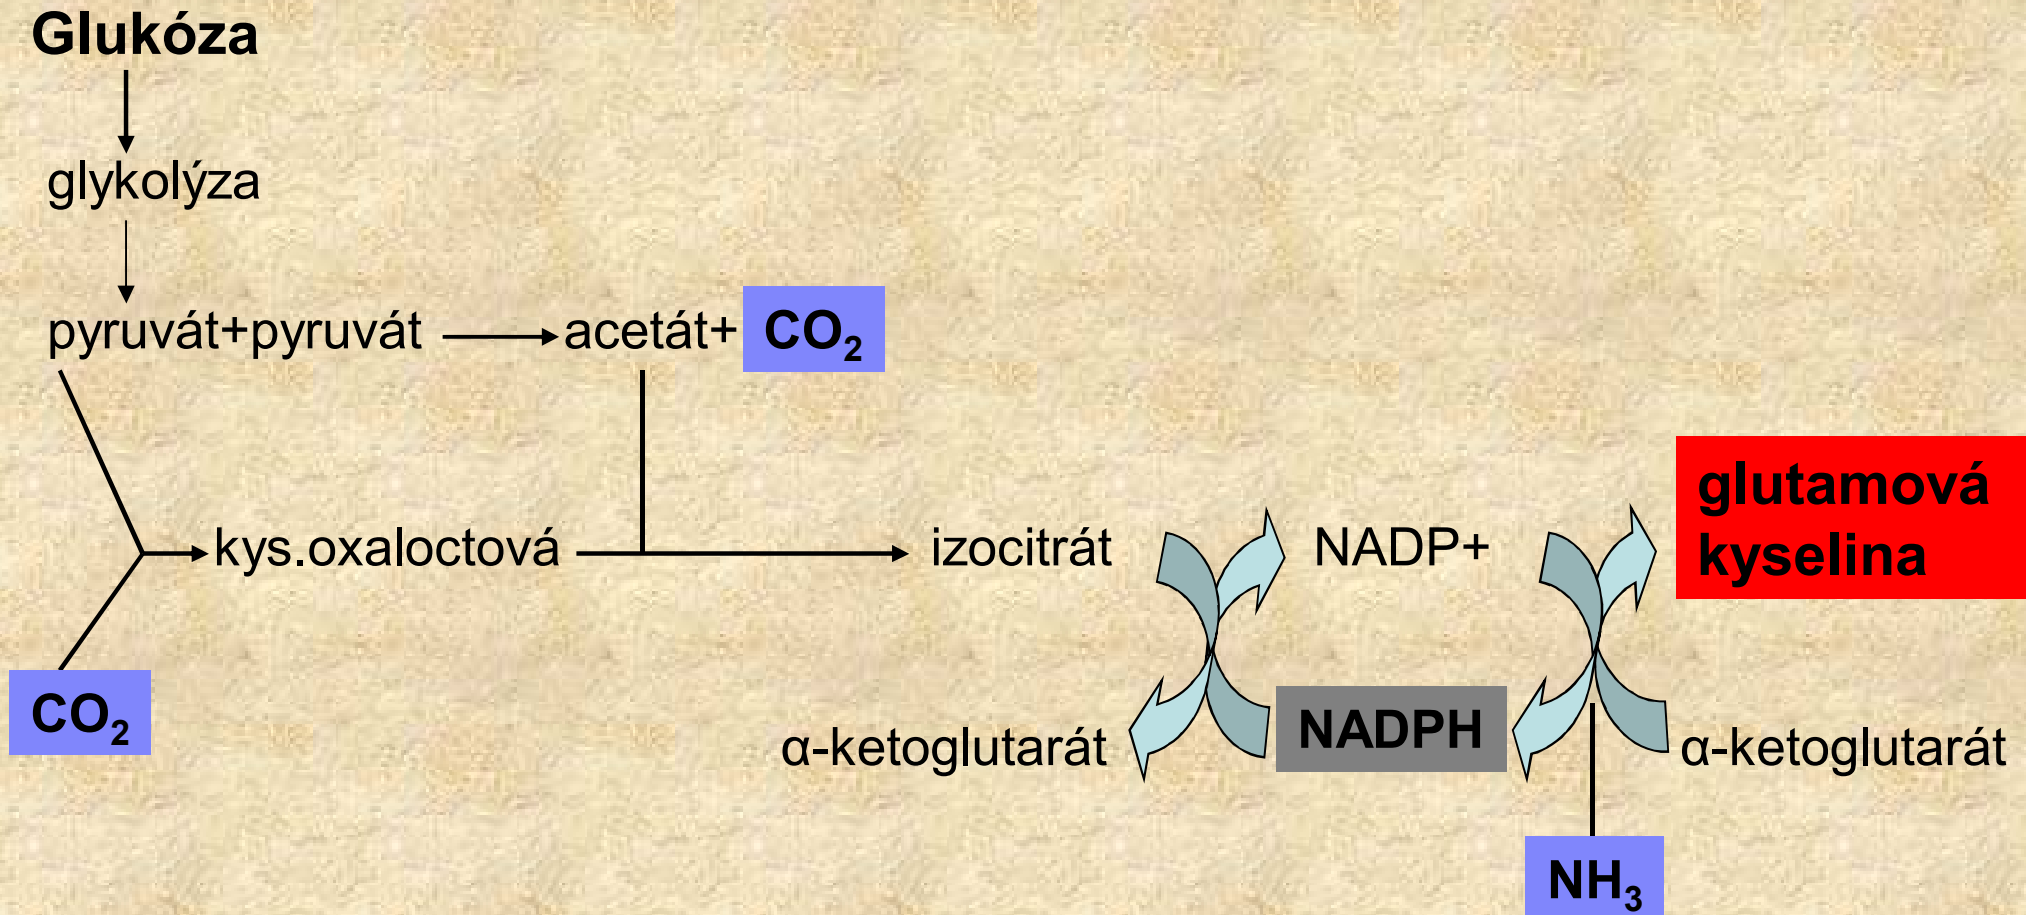 Glukóza
glykolýza
pyruvát+pyruvát
acetát+
CO₂
kys.oxaloctová
izocitrát
NADP+
glutamová
kyselina
CO₂
α-ketoglutarát
NADPH
α-ketoglutarát
NH₃